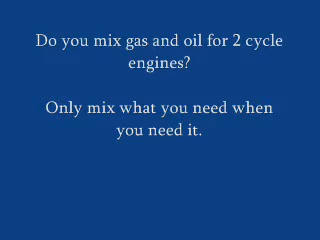 Do you mix gas and oil for 2 cycle
engines?
Only mix what you need when
you need it.